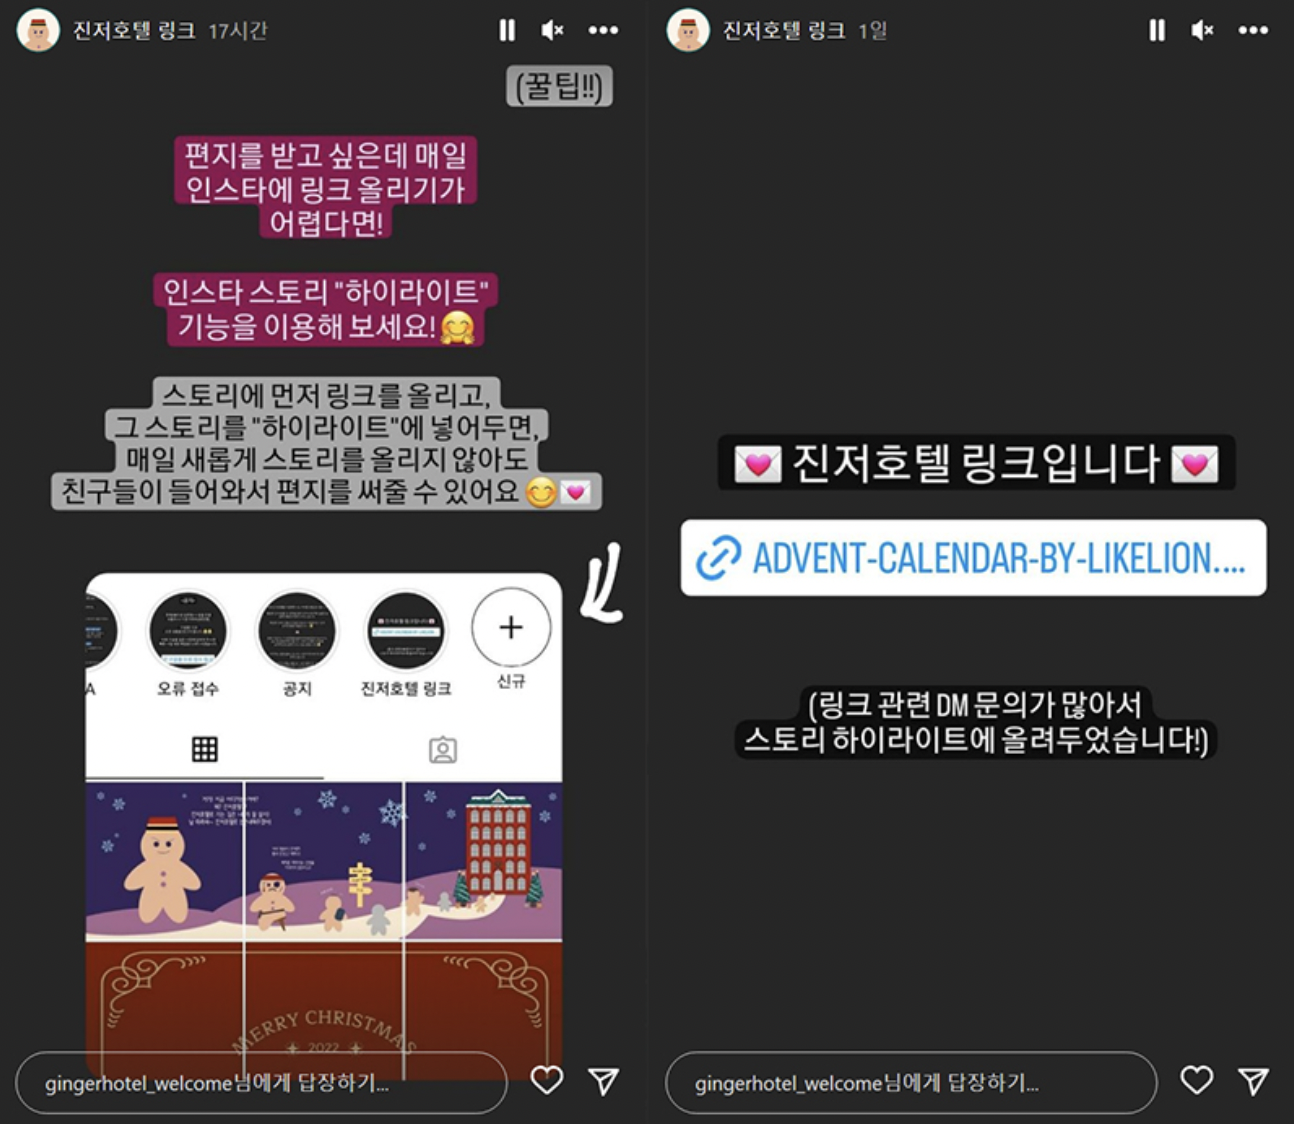 진저호텔 링크 17시간
(꿀팁!!)
편지를 받고 싶은데 매일
인스타에 링크 올리기가
어렵다면!
인스타 스토리 "하이라이트"
기능을 이용해 보세요!🤗
스토리에 먼저 링크를 올리고,
그 스토리를 "하이라이트"에 넣어두면,
매일 새롭게 스토리를 올리지 않아도
친구들이 들어와서 편지를 써줄 수 있어요 😊💌
A
오류 접수
공지
진저호텔 링크
신규
MERRY CHRISTMAS
2022
gingerhotel_welcome님에게 답장하기...
진저호텔 링크 1일
💌 진저호텔 링크입니다 💌
ADVENT-CALENDAR-BY-LIKELION....
(링크 관련 DM 문의가 많아서
스토리 하이라이트에 올려두었습니다!)
gingerhotel_welcome님에게 답장하기...